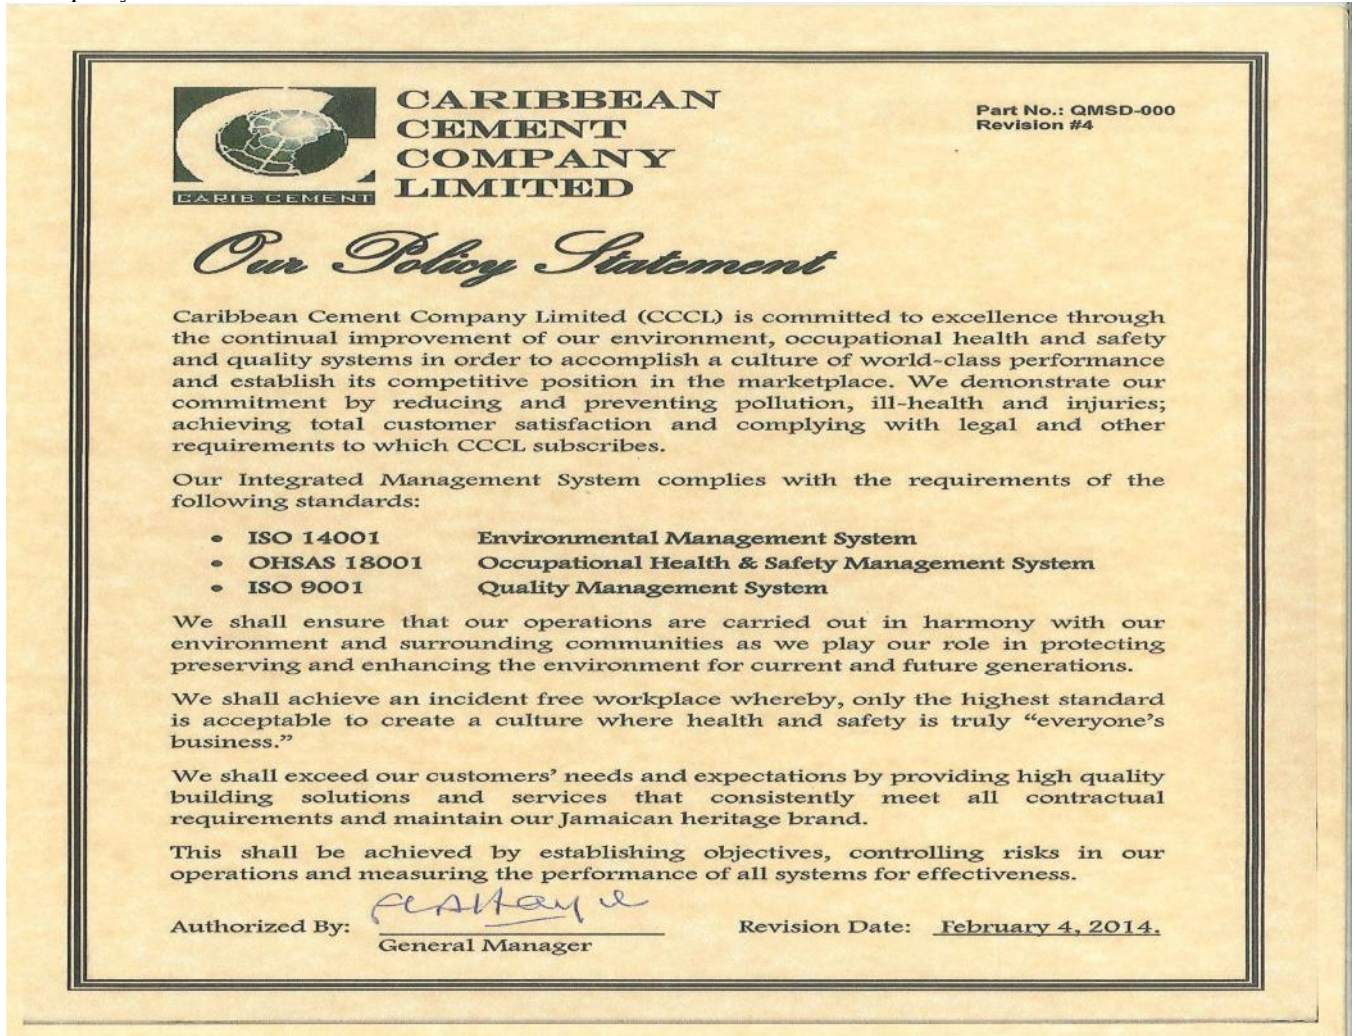 CARIBBEAN
CEMENT
COMPANY
LIMITED
CARIB CEMENT
Part No.: QMSD-000
Revision #4
Our Policy Statement
Caribbean Cement Company Limited (CCCL) is committed to excellence through
the continual improvement of our environment, occupational health and safety
and quality systems in order to accomplish a culture of world-class performance
and establish its competitive position in the marketplace. We demonstrate our
commitment by reducing and preventing pollution, ill-health and injuries;
achieving total customer satisfaction and complying with legal and other
requirements to which CCCL subscribes.
Our Integrated Management System complies with the requirements of the
following standards:
• ISO 14001 Environmental Management System
• OHSAS 18001 Occupational Health & Safety Management System
• ISO 9001 Quality Management System
We shall ensure that our operations are carried out in harmony with our
environment and surrounding communities as we play our role in protecting
preserving and enhancing the environment for current and future generations.
We shall achieve an incident free workplace whereby, only the highest standard
is acceptable to create a culture where health and safety is truly “everyone’s
business.”
We shall exceed our customers’ needs and expectations by providing high quality
building solutions and services that consistently meet all contractual
requirements and maintain our Jamaican heritage brand.
This shall be achieved by establishing objectives, controlling risks in our
operations and measuring the performance of all systems for effectiveness.
Authorized By:
General Manager
Revision Date: February 4, 2014.